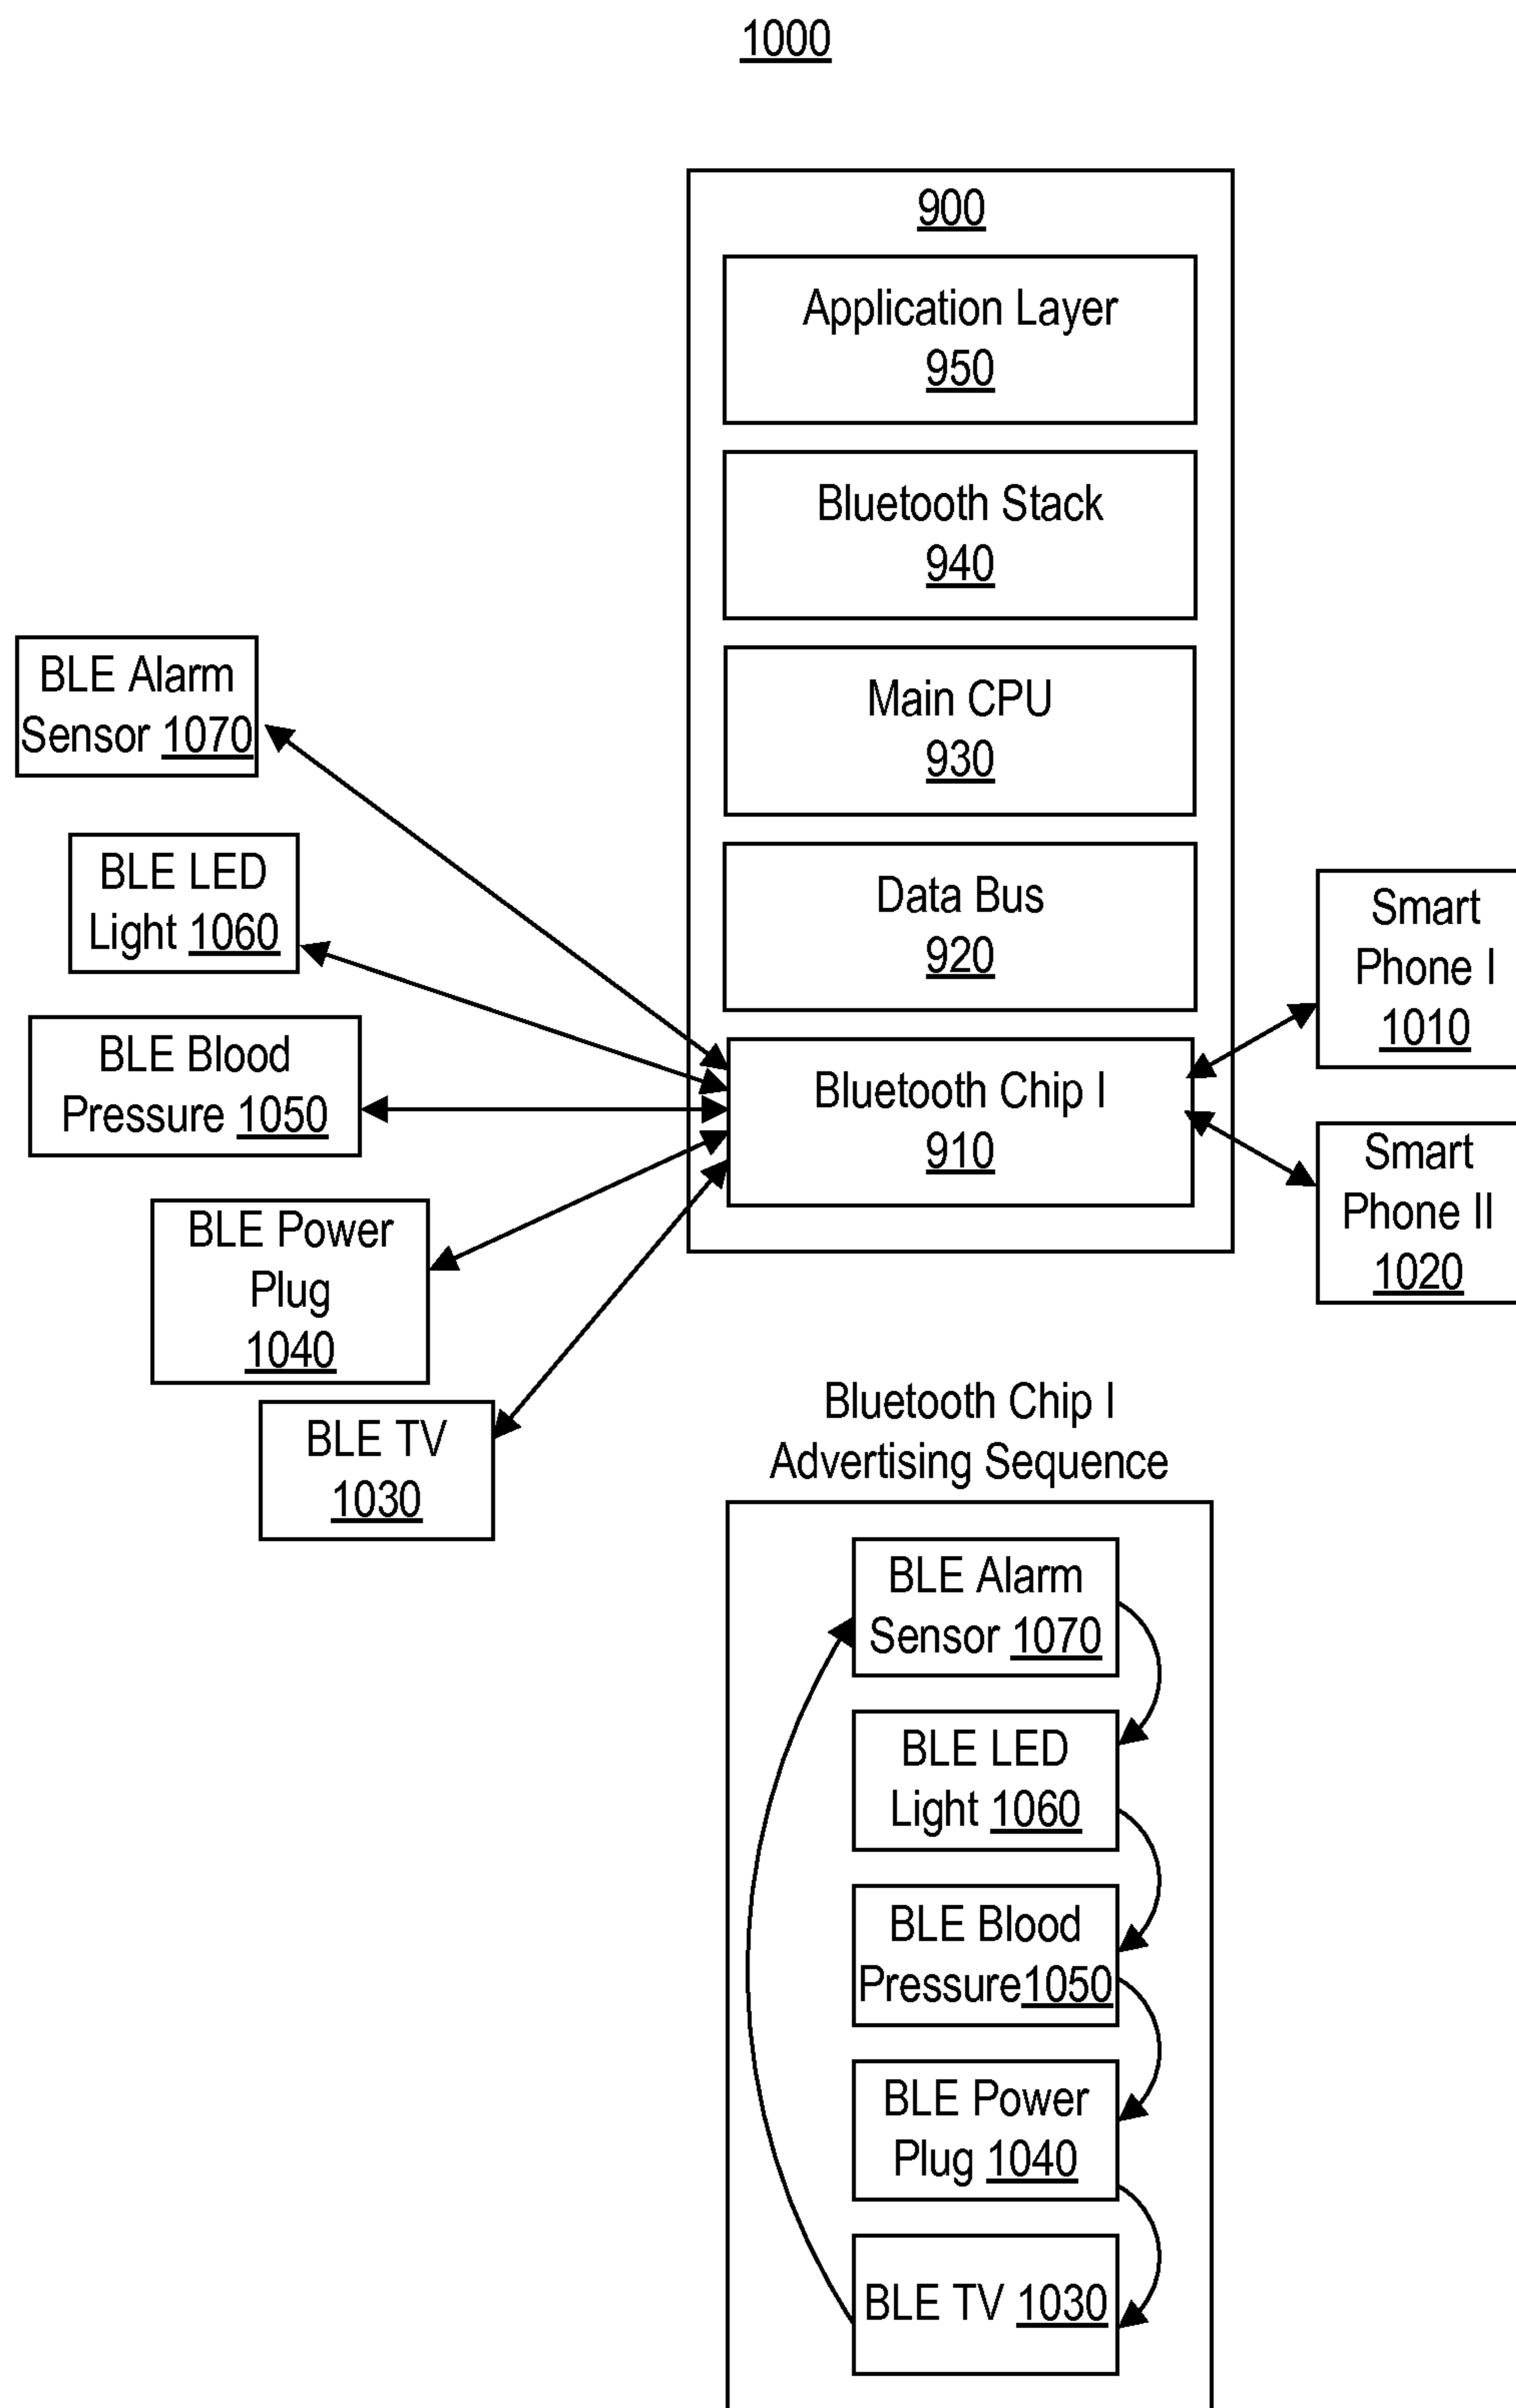 1000
900
Application Layer
950
Bluetooth Stack
940
Main CPU
930
Data Bus
920
Bluetooth Chip I
910
BLE Alarm
Sensor 1070
BLE LED
Light 1060
BLE Blood
Pressure 1050
BLE Power
Plug
1040
BLE TV
1030
Smart
Phone I
1010
Smart
Phone II
1020
Bluetooth Chip I
Advertising Sequence
BLE Alarm
Sensor 1070
BLE LED
Light 1060
BLE Blood
Pressure1050
BLE Power
Plug 1040
BLE TV 1030